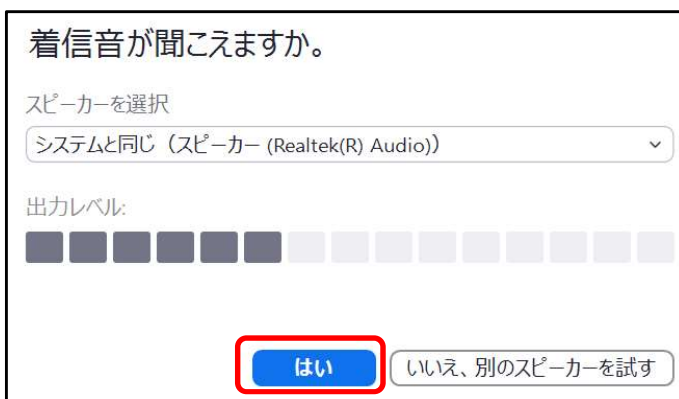 着信音が聞こえますか。
スピーカーを選択
システムと同じ（スピーカー (Realtek(R) Audio)）
出力レベル:
はい
いいえ、別のスピーカーを試す